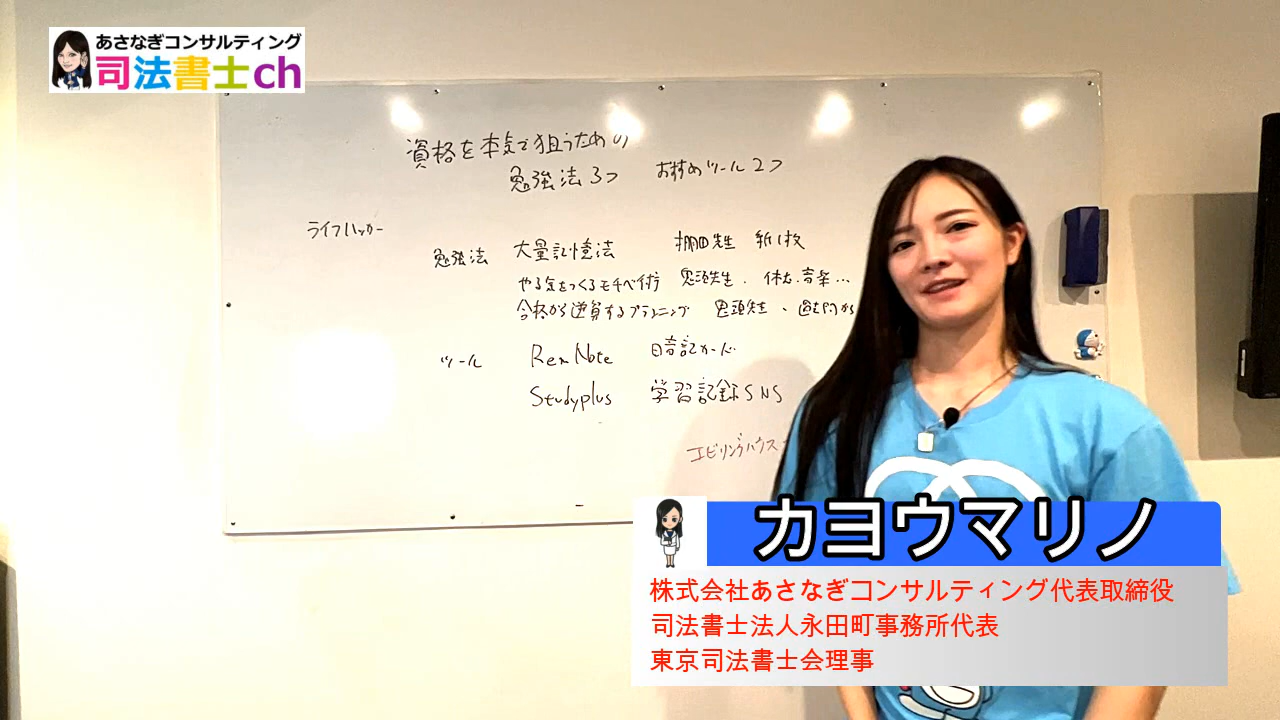 あさなぎコンサルティング
司法書士ch
資格を本気で狙うための
勉強法3つ おすすめツール2つ
ライフハッカー
勉強法 大量記憶法 棚田先生 新1枚
やる気をつくるモチベ術 鬼頭先生、休む、音楽…
合格から逆算するプランニング 鬼頭先生、過去問から
ツール RemNote 暗記カード
Studyplus 学習記録SNS
エビングハウス
カヨウマリノ
株式会社あさなぎコンサルティング代表取締役
司法書士法人永田町事務所代表
東京司法書士会理事